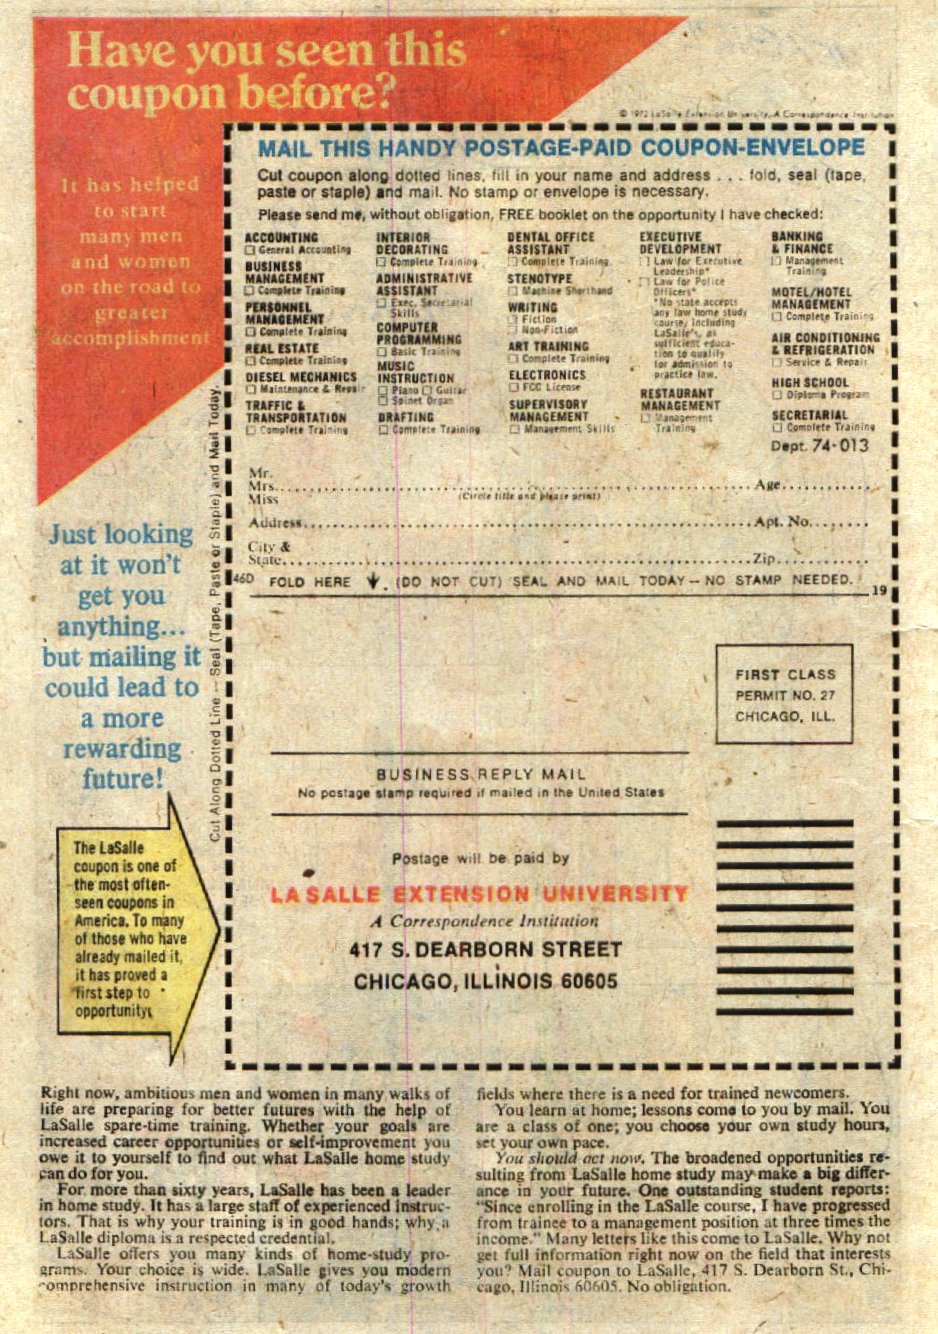 Have you seen this
coupon before?
It has helped
to start
many men
and women
on the road to
greater
accomplishment
© 1972 LaSalle Extension University, A Correspondence Institution
MAIL THIS HANDY POSTAGE-PAID COUPON-ENVELOPE
Cut coupon along dotted lines, fill in your name and address . . . fold, seal (tape,
paste or staple) and mail. No stamp or envelope is necessary.
Please send me, without obligation, FREE booklet on the opportunity I have checked:
ACCOUNTING
☐ General Accounting
BUSINESS
MANAGEMENT
☐ Complete Training
PERSONNEL
MANAGEMENT
☐ Complete Training
REAL ESTATE
☐ Complete Training
DIESEL MECHANICS
☐ Maintenance & Repair
TRAFFIC &
TRANSPORTATION
☐ Complete Training
INTERIOR
DECORATING
☐ Complete Training
ADMINISTRATIVE
ASSISTANT
☐ Exec. Secretarial
Skills
COMPUTER
PROGRAMMING
☐ Basic Training
MUSIC
INSTRUCTION
☐ Piano ☐ Guitar
☐ Spinet Organ
DRAFTING
☐ Complete Training
DENTAL OFFICE
ASSISTANT
☐ Complete Training
STENOTYPE
☐ Machine Shorthand
WRITING
☐ Fiction
☐ Non-Fiction
ART TRAINING
☐ Complete Training
ELECTRONICS
☐ FCC License
SUPERVISORY
MANAGEMENT
☐ Management Skills
EXECUTIVE
DEVELOPMENT
☐ Law for Executive
Leadership*
☐ Law for Police
Officers*
*No state accepts
any law home study
course, including
LaSalle's, as
sufficient educa-
tion to qualify
for admission to
practice law.
RESTAURANT
MANAGEMENT
☐ Management
Training
BANKING
& FINANCE
☐ Management
Training
MOTEL/HOTEL
MANAGEMENT
☐ Complete Training
AIR CONDITIONING
& REFRIGERATION
☐ Service & Repair
HIGH SCHOOL
☐ Diploma Program
SECRETARIAL
☐ Complete Training
Dept. 74-013
Mr.
Mrs. Age
Miss (Circle title and please print)
Address Apt. No.
City &
State Zip
46D FOLD HERE ↓ . (DO NOT CUT) SEAL AND MAIL TODAY — NO STAMP NEEDED. 19
Cut Along Dotted Line — Seal (Tape, Paste or Staple) and Mail Today.
Just looking
at it won't
get you
anything...
but mailing it
could lead to
a more
rewarding
future!
FIRST CLASS
PERMIT NO. 27
CHICAGO, ILL.
BUSINESS REPLY MAIL
No postage stamp required if mailed in the United States
Postage will be paid by
LA SALLE EXTENSION UNIVERSITY
A Correspondence Institution
417 S. DEARBORN STREET
CHICAGO, ILLINOIS 60605
The LaSalle
coupon is one of
the most often-
seen coupons in
America. To many
of those who have
already mailed it,
it has proved a
first step to
opportunity.
Right now, ambitious men and women in many walks of
life are preparing for better futures with the help of
LaSalle spare-time training. Whether your goals are
increased career opportunities or self-improvement you
owe it to yourself to find out what LaSalle home study
can do for you.
For more than sixty years, LaSalle has been a leader
in home study. It has a large staff of experienced instruc-
tors. That is why your training is in good hands; why a
LaSalle diploma is a respected credential.
LaSalle offers you many kinds of home-study pro-
grams. Your choice is wide. LaSalle gives you modern
comprehensive instruction in many of today's growth
fields where there is a need for trained newcomers.
You learn at home; lessons come to you by mail. You
are a class of one; you choose your own study hours,
set your own pace.
You should act now. The broadened opportunities re-
sulting from LaSalle home study may make a big differ-
ance in your future. One outstanding student reports:
"Since enrolling in the LaSalle course, I have progressed
from trainee to a management position at three times the
income." Many letters like this come to LaSalle. Why not
get full information right now on the field that interests
you? Mail coupon to LaSalle, 417 S. Dearborn St., Chi-
cago, Illinois 60605. No obligation.